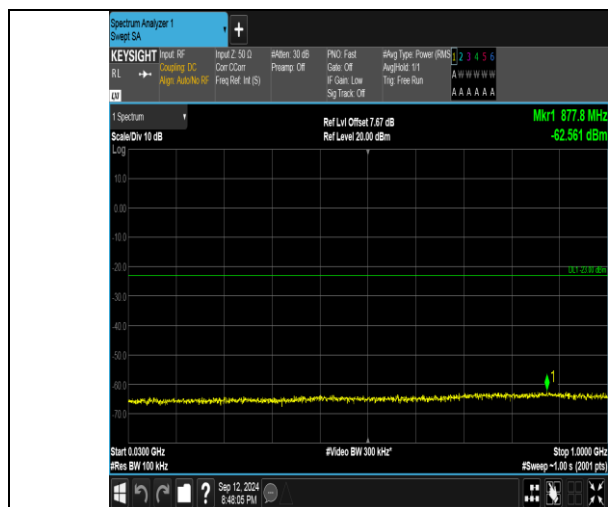 Spectrum Analyzer 1
Swept SA
+
KEYSIGHT
RL
LXI
Input: RF
Coupling: DC
Align: Auto/No RF
Input Z: 50 Ω
Corr CCorr
Freq Ref: Int (S)
#Atten: 30 dB
Preamp: Off
PNO: Fast
Gate: Off
IF Gain: Low
Sig Track: Off
#Avg Type: Power (RMS
Avg|Hold: 1/1
Trig: Free Run
1 2 3 4 5 6
A W W W W W
A A A A A A
1 Spectrum
Scale/Div 10 dB
Ref Lvl Offset 7.67 dB
Ref Level 20.00 dBm
Mkr1 877.8 MHz
-62.561 dBm
Log
10.0
0.00
-10.0
-20.0
DL1 -23.00 dBm
-30.0
-40.0
-50.0
1
-60.0
-70.0
Start 0.0300 GHz
#Video BW 300 kHz*
Stop 1.0000 GHz
#Res BW 100 kHz
#Sweep ~1.00 s (2001 pts)
?
Sep 12, 2024
8:48:05 PM